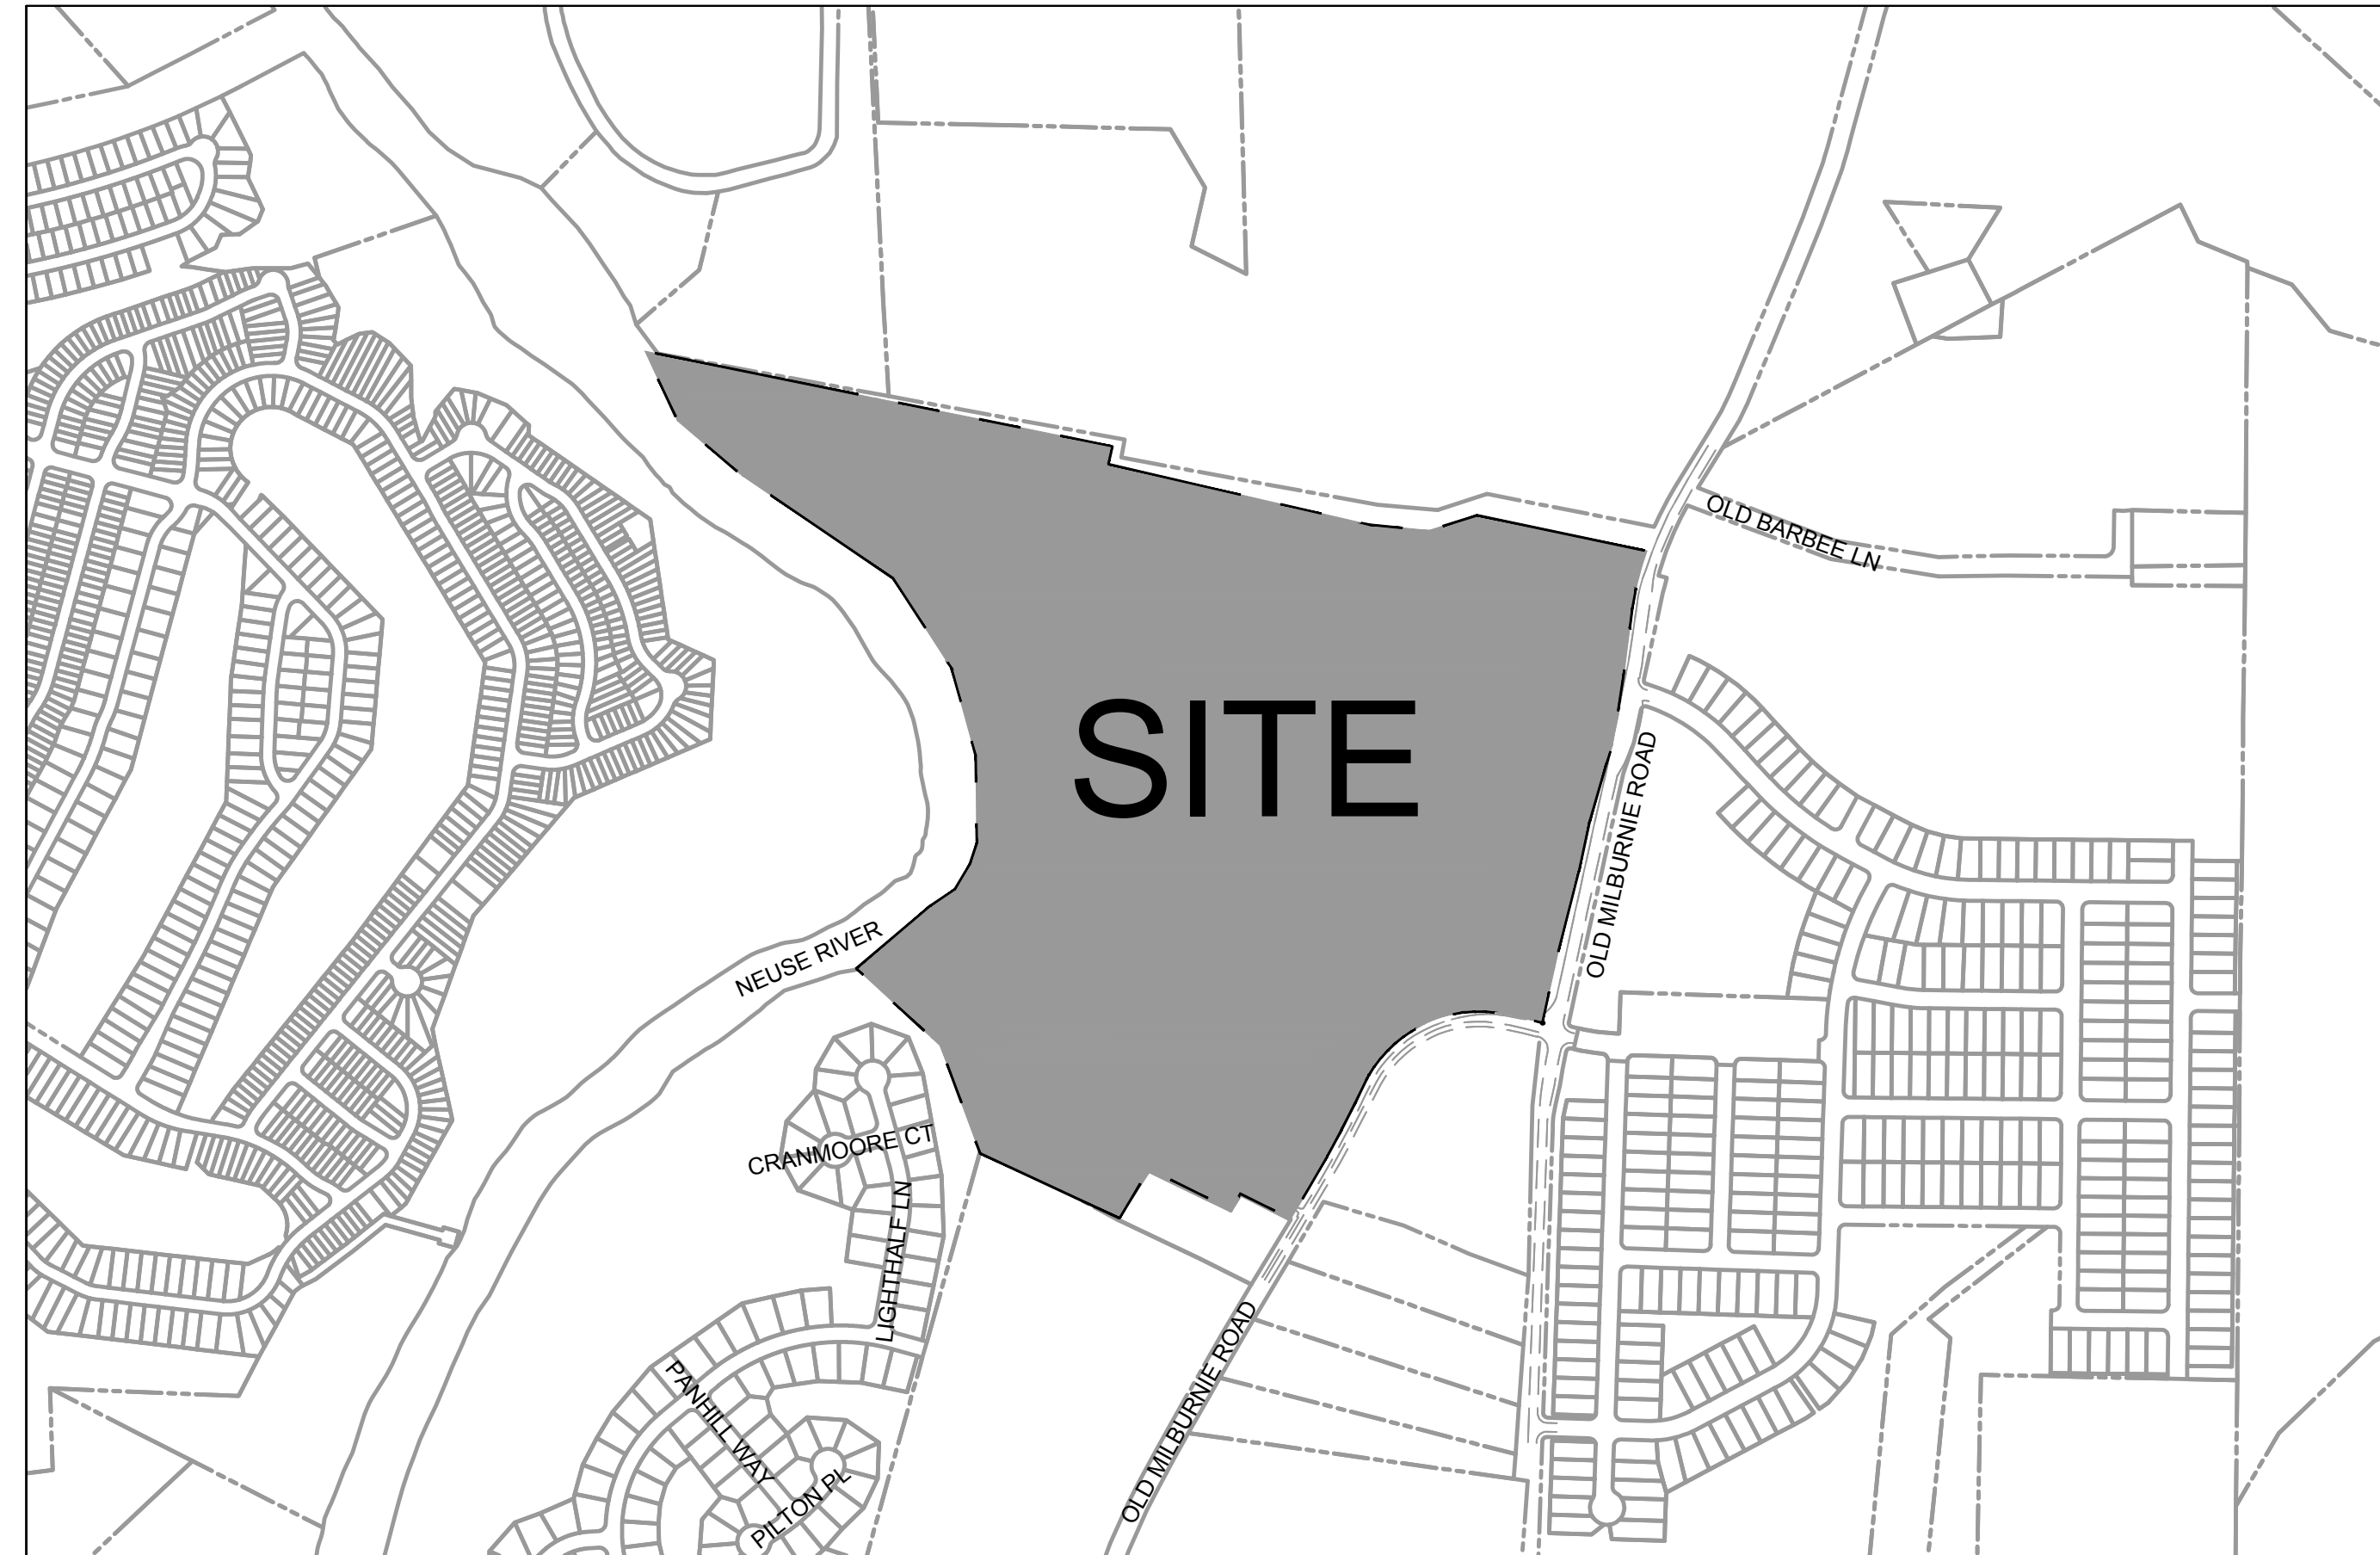 OLD BARBEE LN
SITE
OLD MILBURNIE ROAD
NEUSE RIVER
CRANMOORE CT
LIGHTHALF LN
OLD MILBURNIE ROAD
PANHILL WAY
PILTON PL